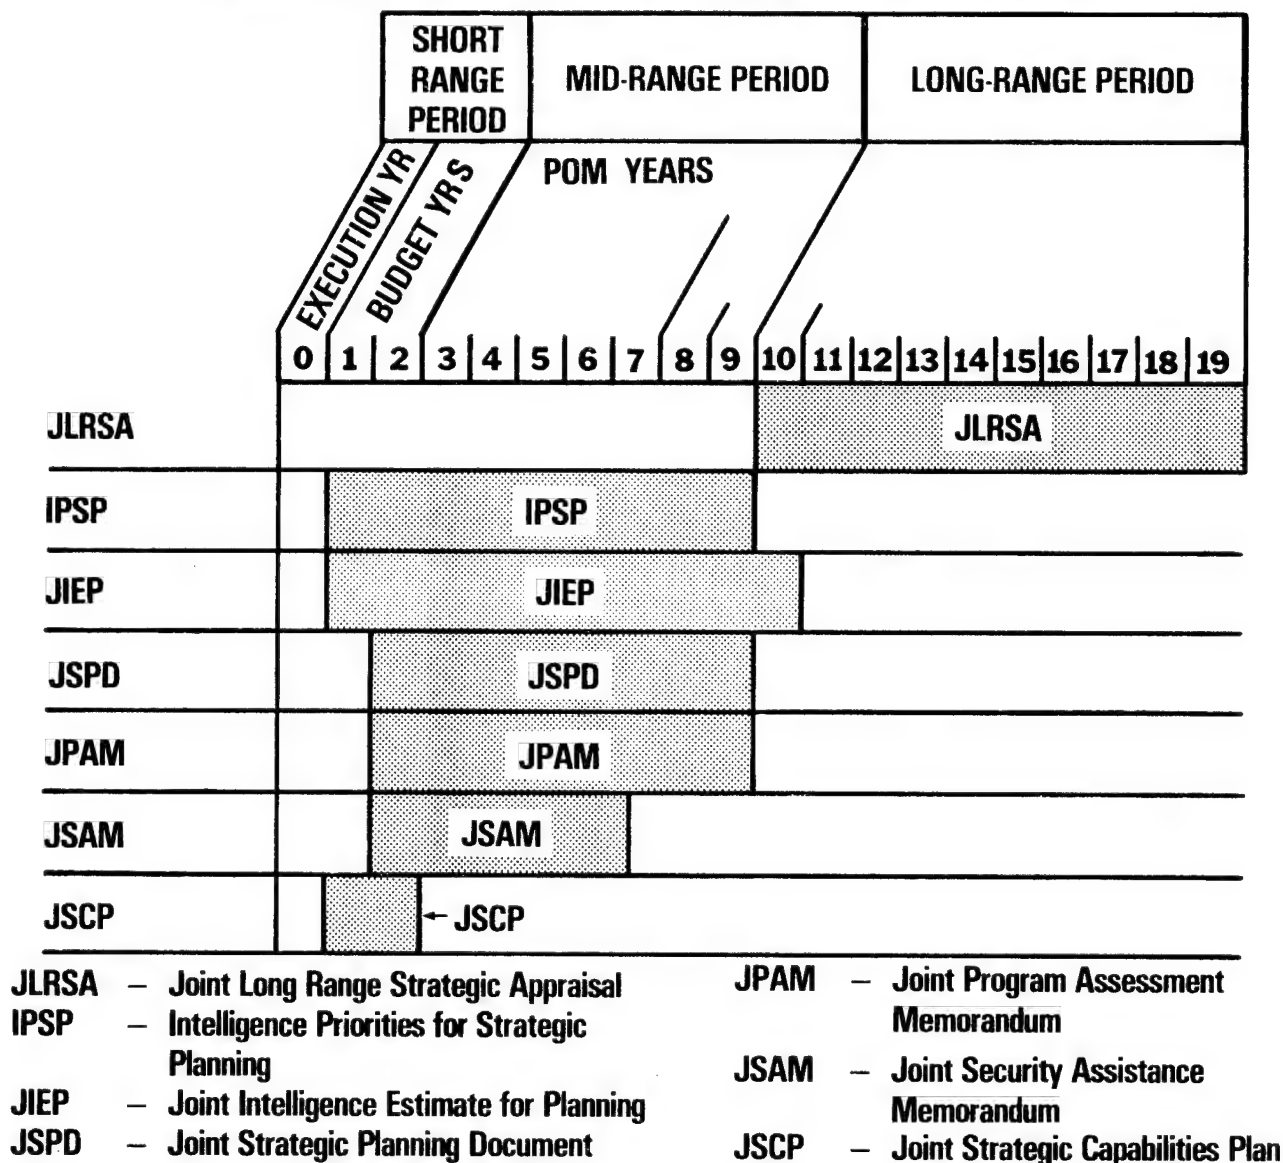 SHORT
RANGE
PERIOD
MID-RANGE PERIOD
LONG-RANGE PERIOD
EXECUTION YR
BUDGET YRS
POM YEARS
0 1 2 3 4 5 6 7 8 9 10 11 12 13 14 15 16 17 18 19
JLRSA JLRSA
IPSP IPSP
JIEP JIEP
JSPD JSPD
JPAM JPAM
JSAM JSAM
JSCP ← JSCP
JLRSA – Joint Long Range Strategic Appraisal
IPSP – Intelligence Priorities for Strategic
Planning
JIEP – Joint Intelligence Estimate for Planning
JSPD – Joint Strategic Planning Document
JPAM – Joint Program Assessment
Memorandum
JSAM – Joint Security Assistance
Memorandum
JSCP – Joint Strategic Capabilities Plan